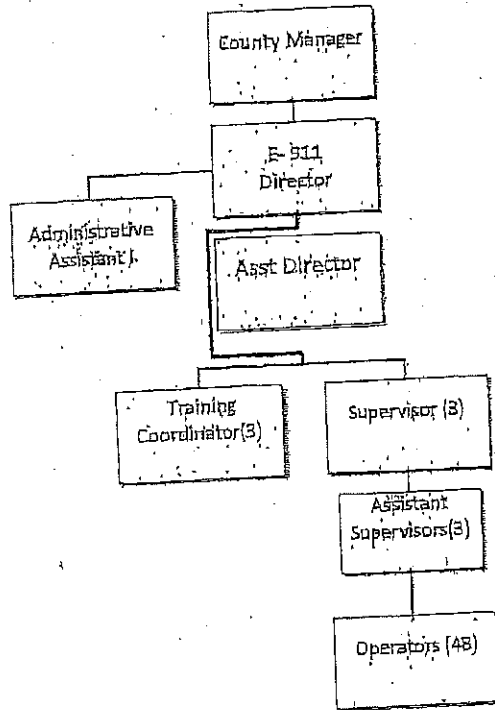 County Manager
E-911
Director
Administrative
Assistant I.
Asst Director
Training
Coordinator(3)
Supervisor (3)
Assistant
Supervisors(3)
Operators (48)